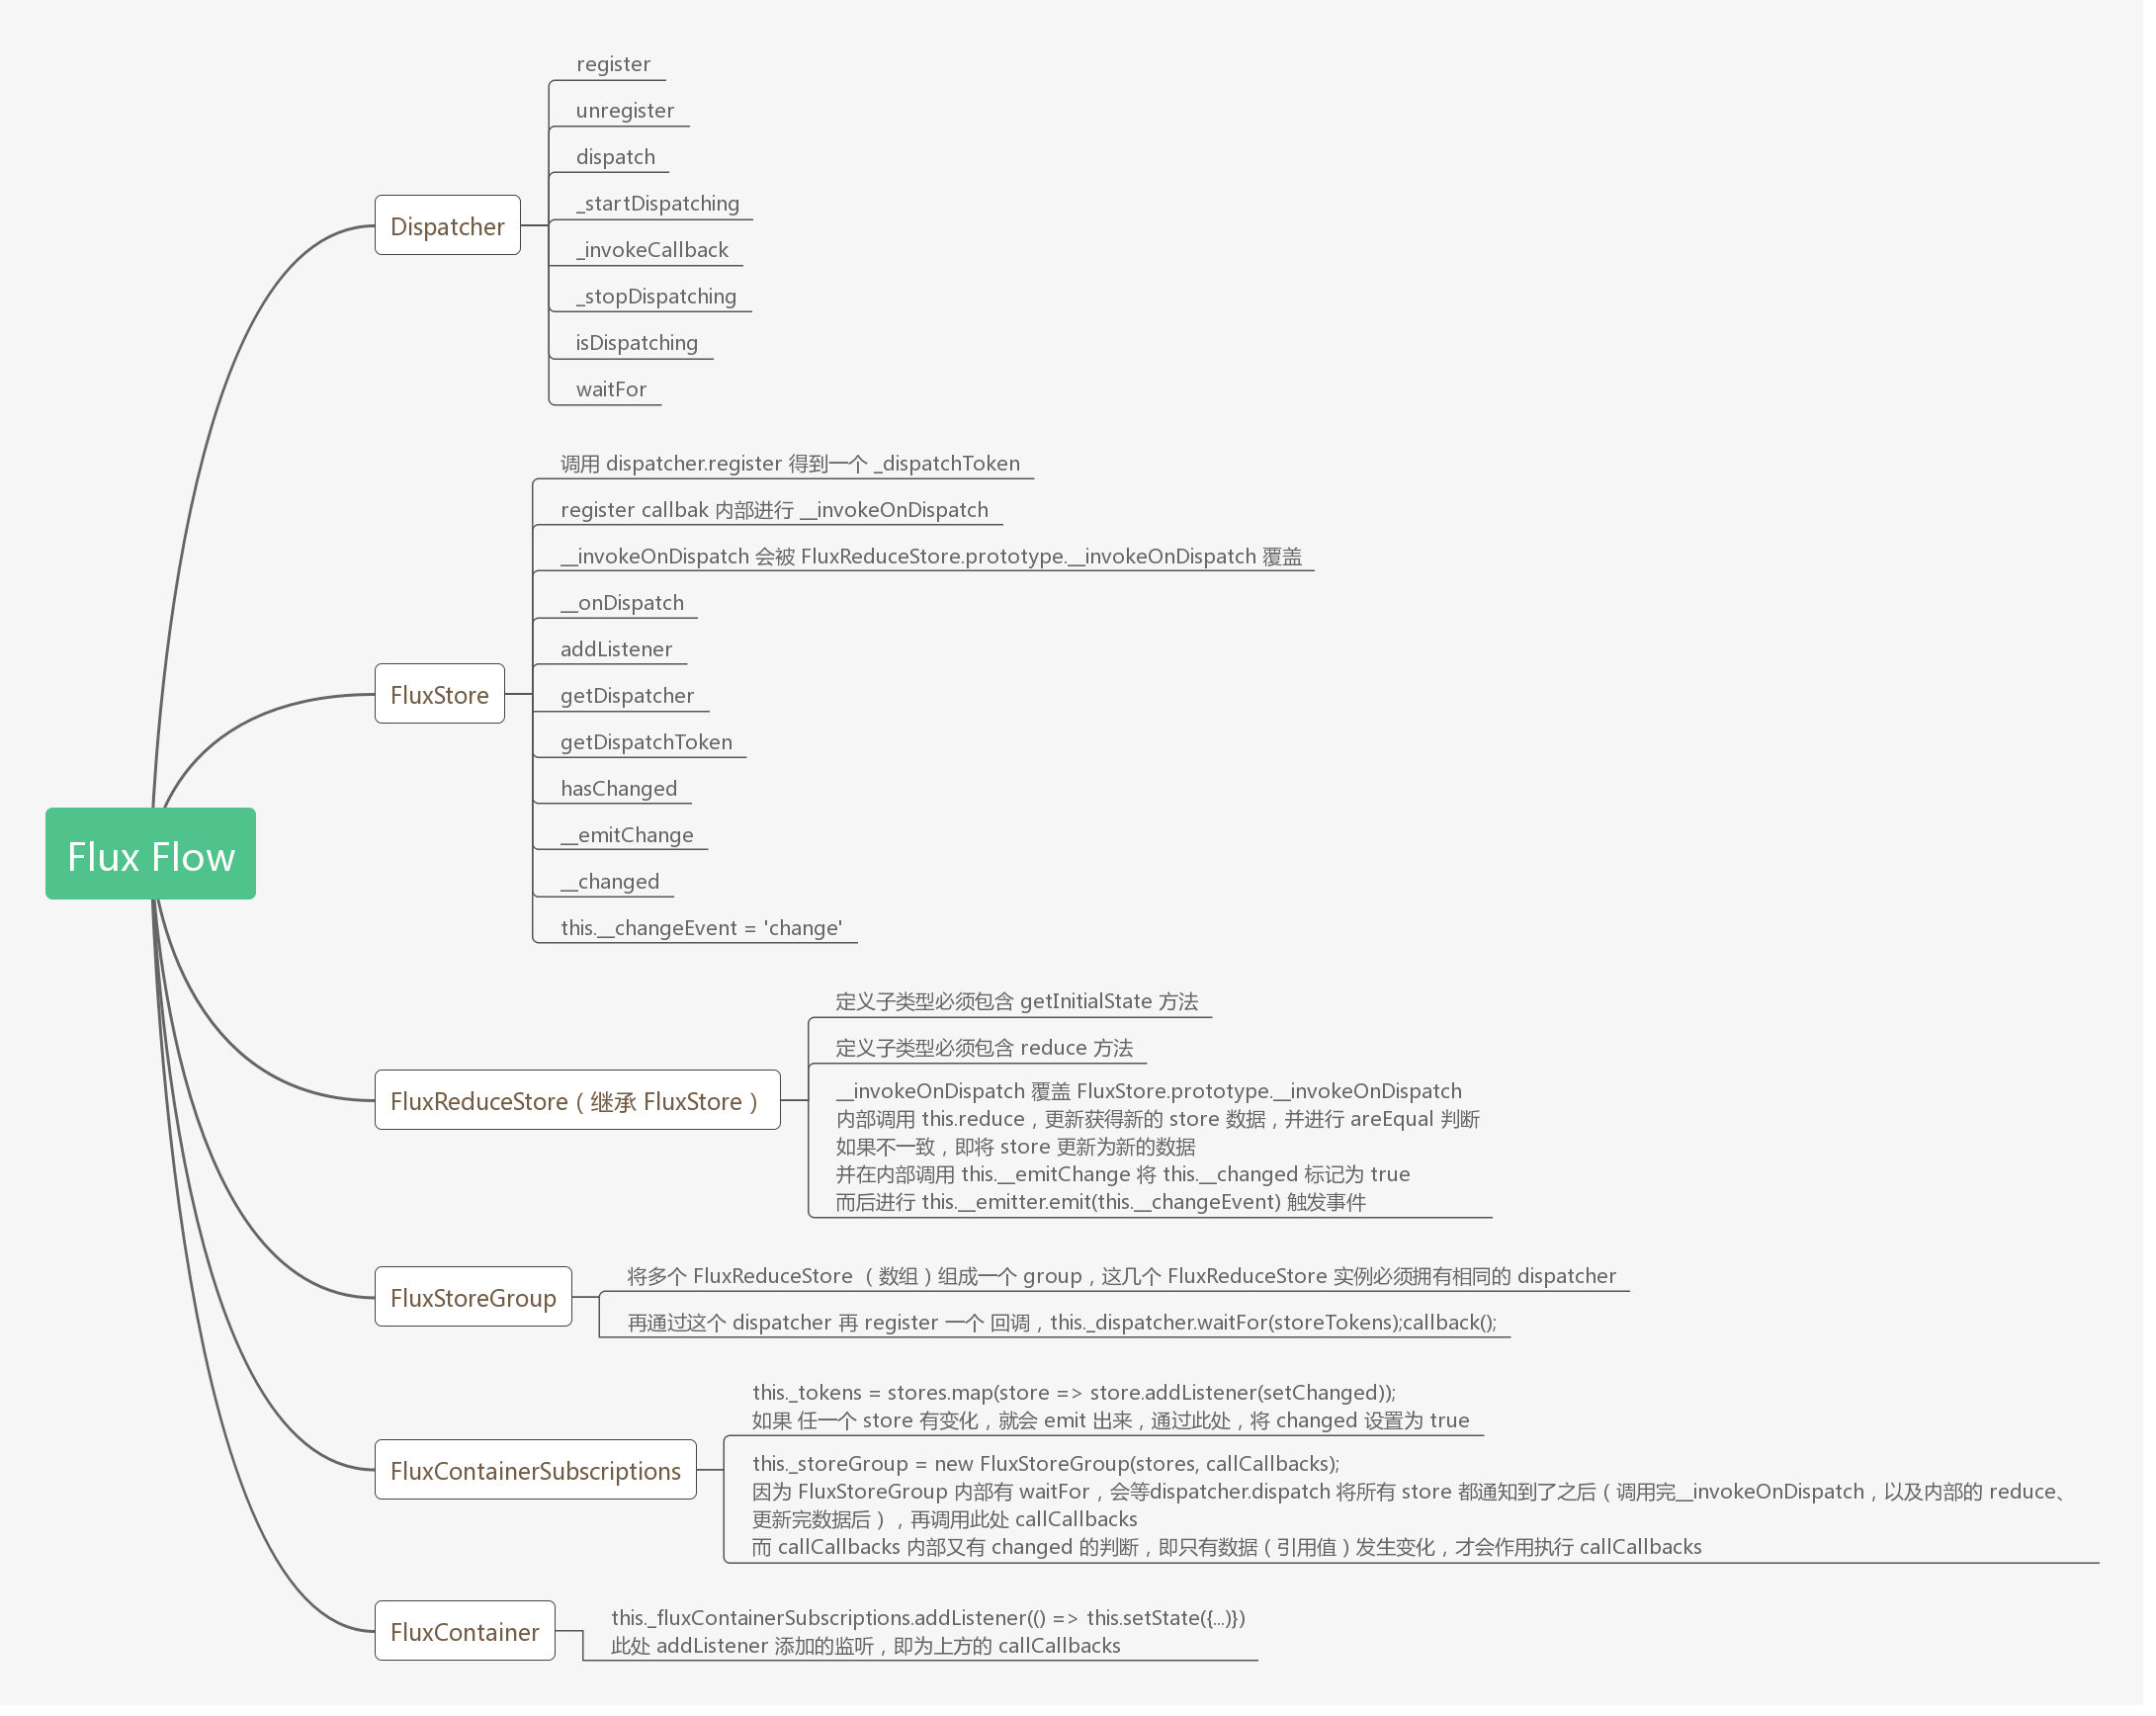 register
unregister
dispatch
_startDispatching
Dispatcher
_invokeCallback
_stopDispatching
isDispatching
waitFor
调用 dispatcher.register 得到一个 _dispatchToken
register callbak 内部进行 __invokeOnDispatch
__invokeOnDispatch 会被 FluxReduceStore.prototype.__invokeOnDispatch 覆盖
__onDispatch
addListener
FluxStore
getDispatcher
getDispatchToken
hasChanged
__emitChange
__changed
this.__changeEvent = 'change'
Flux Flow
定义子类型必须包含 getInitialState 方法
定义子类型必须包含 reduce 方法
FluxReduceStore（继承 FluxStore）
__invokeOnDispatch 覆盖 FluxStore.prototype.__invokeOnDispatch
内部调用 this.reduce，更新获得新的 store 数据，并进行 areEqual 判断
如果不一致，即将 store 更新为新的数据
并在内部调用 this.__emitChange 将 this.__changed 标记为 true
而后进行 this.__emitter.emit(this.__changeEvent) 触发事件
FluxStoreGroup
将多个 FluxReduceStore （数组）组成一个 group，这几个 FluxReduceStore 实例必须拥有相同的 dispatcher
再通过这个 dispatcher 再 register 一个 回调，this._dispatcher.waitFor(storeTokens);callback();
FluxContainerSubscriptions
this._tokens = stores.map(store => store.addListener(setChanged));
如果 任一个 store 有变化，就会 emit 出来，通过此处，将 changed 设置为 true
this._storeGroup = new FluxStoreGroup(stores, callCallbacks);
因为 FluxStoreGroup 内部有 waitFor，会等dispatcher.dispatch 将所有 store 都通知到了之后（调用完__invokeOnDispatch，以及内部的 reduce、
更新完数据后），再调用此处 callCallbacks
而 callCallbacks 内部又有 changed 的判断，即只有数据（引用值）发生变化，才会作用执行 callCallbacks
FluxContainer
this._fluxContainerSubscriptions.addListener(() => this.setState({...)})
此处 addListener 添加的监听，即为上方的 callCallbacks